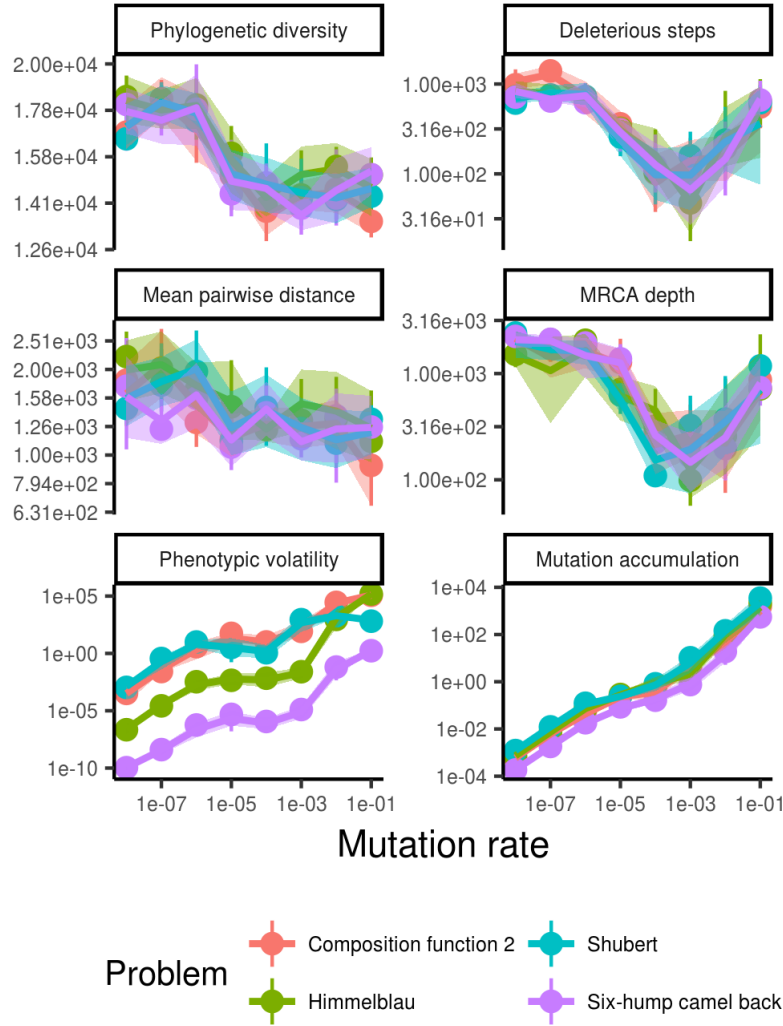 Phylogenetic diversity
Deleterious steps
2.00e+04
1.78e+04
1.58e+04
1.41e+04
1.26e+04
1.00e+03
3.16e+02
1.00e+02
3.16e+01
Mean pairwise distance
MRCA depth
2.51e+03
2.00e+03
1.58e+03
1.26e+03
1.00e+03
7.94e+02
6.31e+02
3.16e+03
1.00e+03
3.16e+02
1.00e+02
Phenotypic volatility
Mutation accumulation
1e+05
1e+00
1e-05
1e-10
1e+04
1e+02
1e+00
1e-02
1e-04
1e-07 1e-05 1e-03 1e-01
1e-07 1e-05 1e-03 1e-01
Mutation rate
Problem
Composition function 2
Shubert
Himmelblau
Six-hump camel back